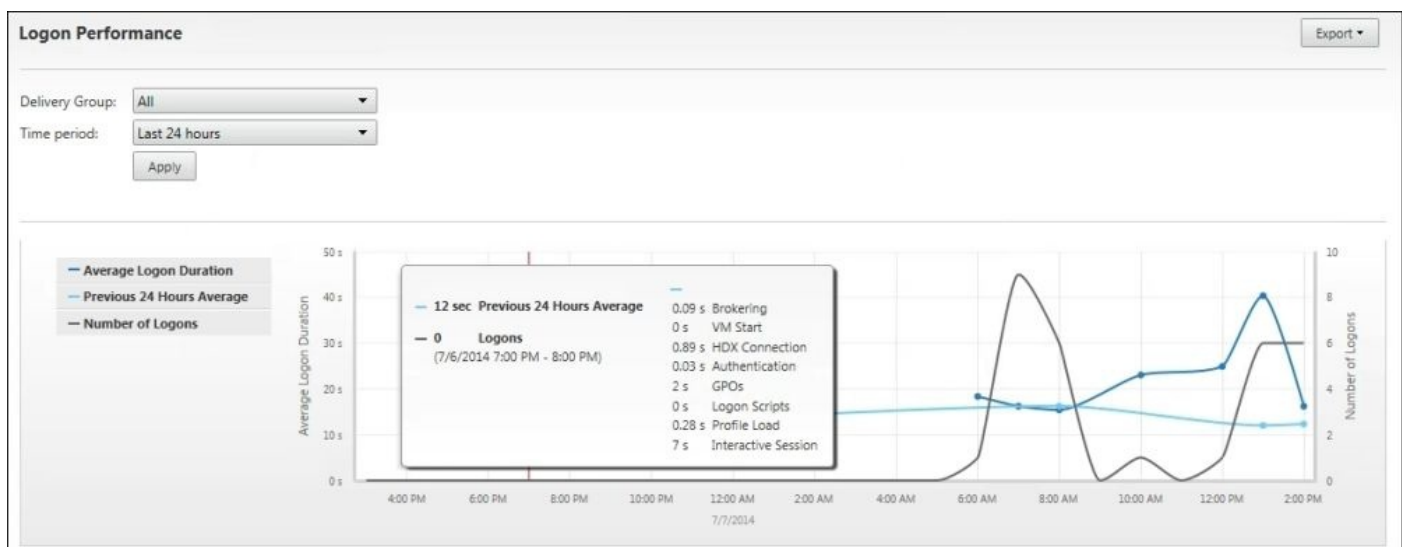 Logon Performance
Export
Delivery Group: All
Time period: Last 24 hours
Apply
Average Logon Duration
Previous 24 Hours Average
Number of Logons
Average Logon Duration
50 s
40 s
30 s
20 s
10 s
0 s
12 sec Previous 24 Hours Average
0 Logons
(7/6/2014 7:00 PM - 8:00 PM)
0.09 s Brokering
0 s VM Start
0.89 s HDX Connection
0.03 s Authentication
2 s GPOs
0 s Logon Scripts
0.28 s Profile Load
7 s Interactive Session
10
8
6
4
2
0
Number of Logons
4:00 PM 6:00 PM 8:00 PM 10:00 PM 12:00 AM 2:00 AM 4:00 AM 6:00 AM 8:00 AM 10:00 AM 12:00 PM 2:00 PM
7/7/2014